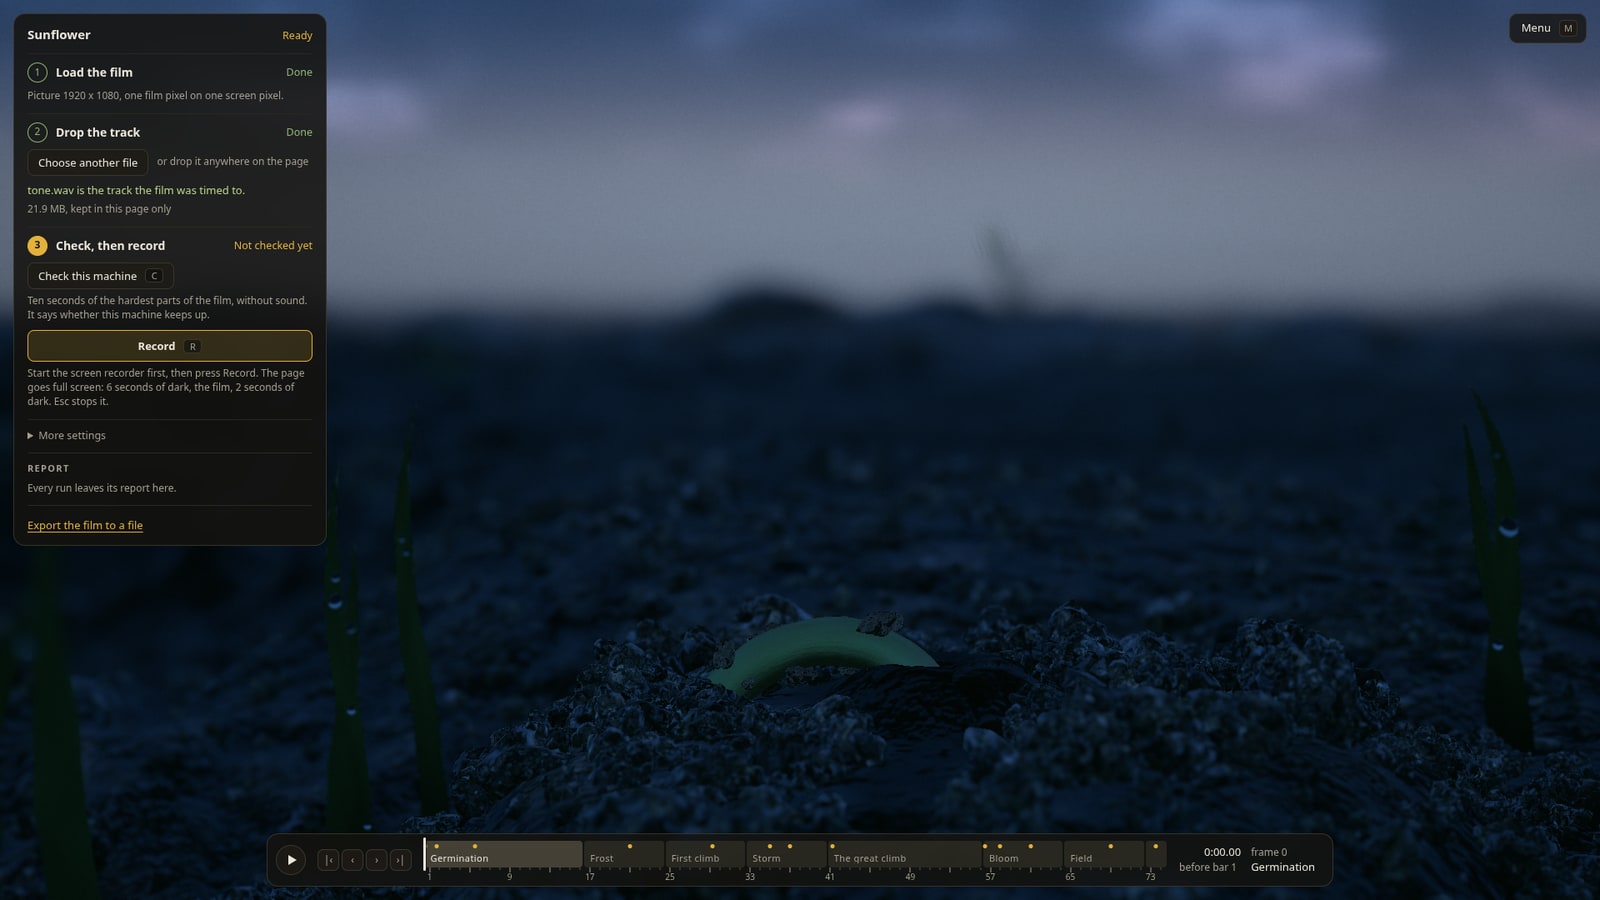 Sunflower
Ready
1 Load the film Done
Picture 1920 x 1080, one film pixel on one screen pixel.
2 Drop the track Done
Choose another file or drop it anywhere on the page
tone.wav is the track the film was timed to.
21.9 MB, kept in this page only
3 Check, then record Not checked yet
Check this machine C
Ten seconds of the hardest parts of the film, without sound.
It says whether this machine keeps up.
Record R
Start the screen recorder first, then press Record. The page
goes full screen: 6 seconds of dark, the film, 2 seconds of
dark. Esc stops it.
More settings
REPORT
Every run leaves its report here.
Export the film to a file
Menu M
Germination Frost First climb Storm The great climb Bloom Field
1 9 17 25 33 41 49 57 65 73
0:00.00 frame 0
before bar 1 Germination